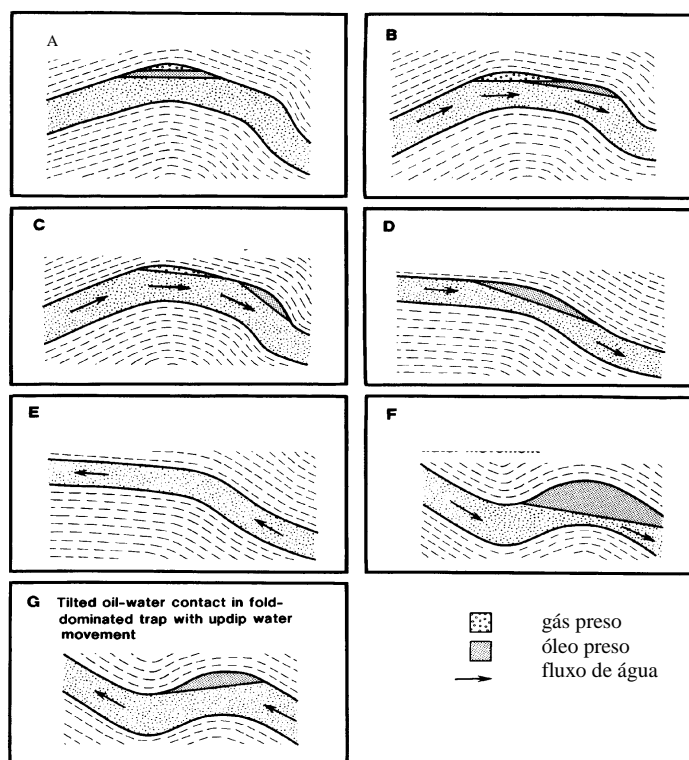 A
B
C
D
E
F
G Tilted oil-water contact in fold-
dominated trap with updip water
movement
gás preso
óleo preso
fluxo de água